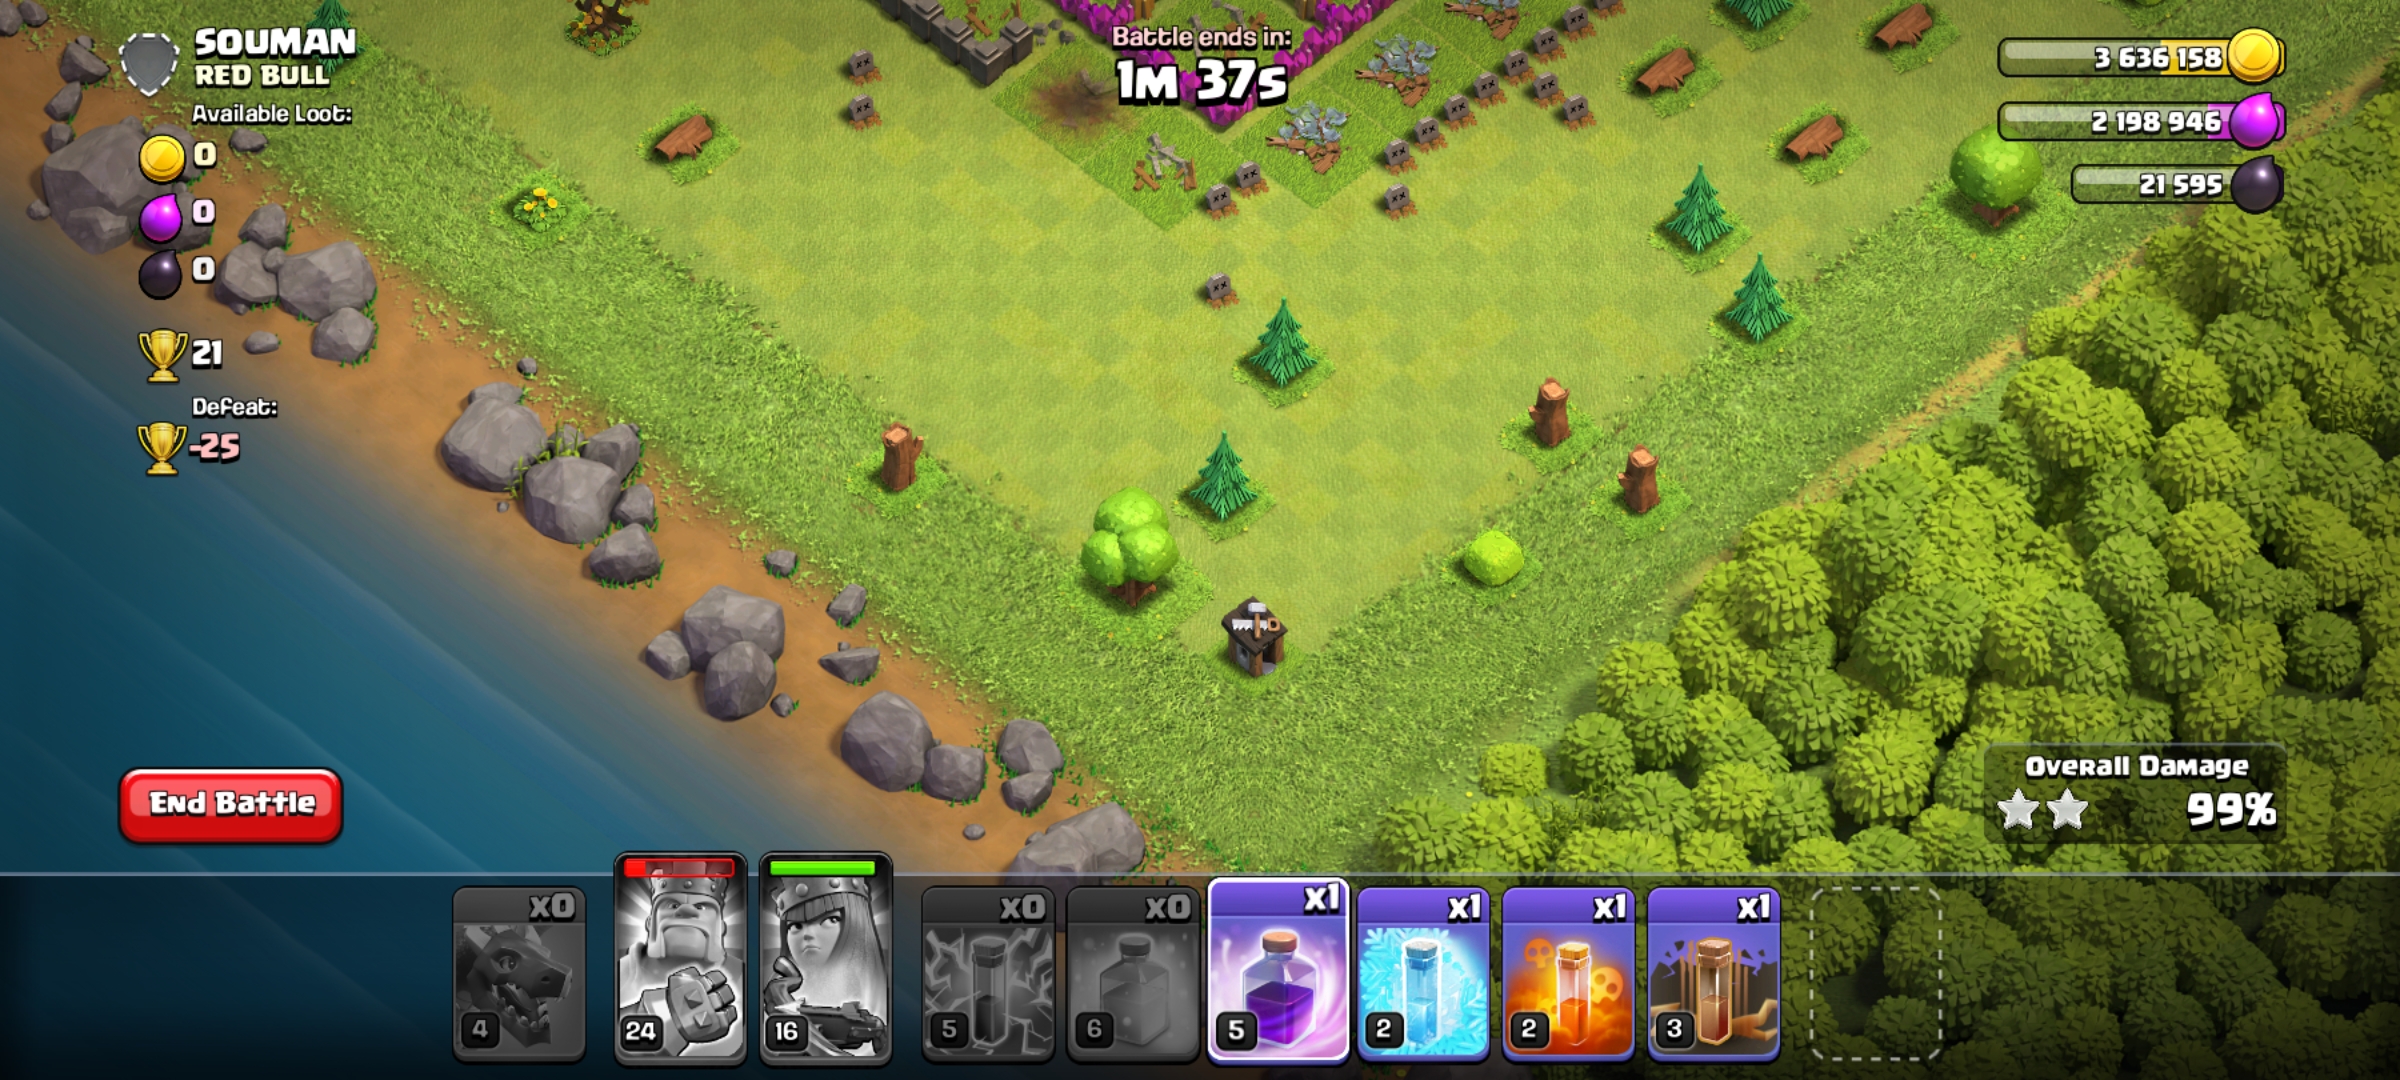 SOUMAN
RED BULL
Available Loot:
0
0
0
21
Defeat:
-25
Battle ends in:
1M 37S
3 636 158
2 198 946
21 595
End Battle
Overall Damage
99%
x0
4
24
16
x0
5
x0
6
x1
5
x1
2
x1
2
x1
3